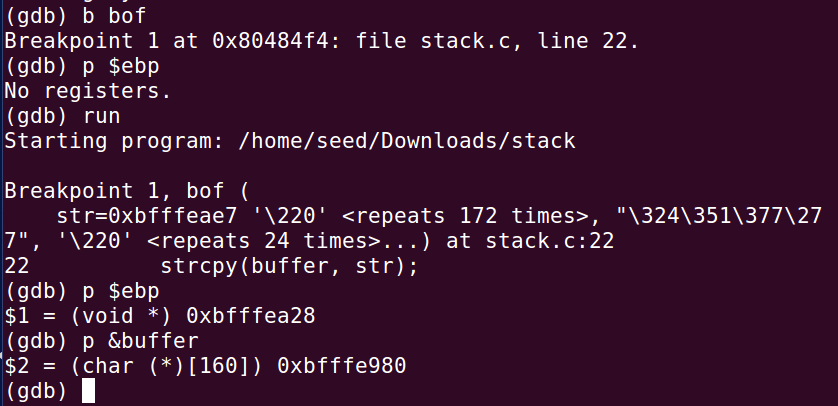 (gdb) b bof
Breakpoint 1 at 0x80484f4: file stack.c, line 22.
(gdb) p $ebp
No registers.
(gdb) run
Starting program: /home/seed/Downloads/stack
Breakpoint 1, bof (
    str=0xbfffeae7 '\220' <repeats 172 times>, "\324\351\377\27
7", '\220' <repeats 24 times>...) at stack.c:22
22          strcpy(buffer, str);
(gdb) p $ebp
$1 = (void *) 0xbfffea28
(gdb) p &buffer
$2 = (char (*)[160]) 0xbfffe980
(gdb)